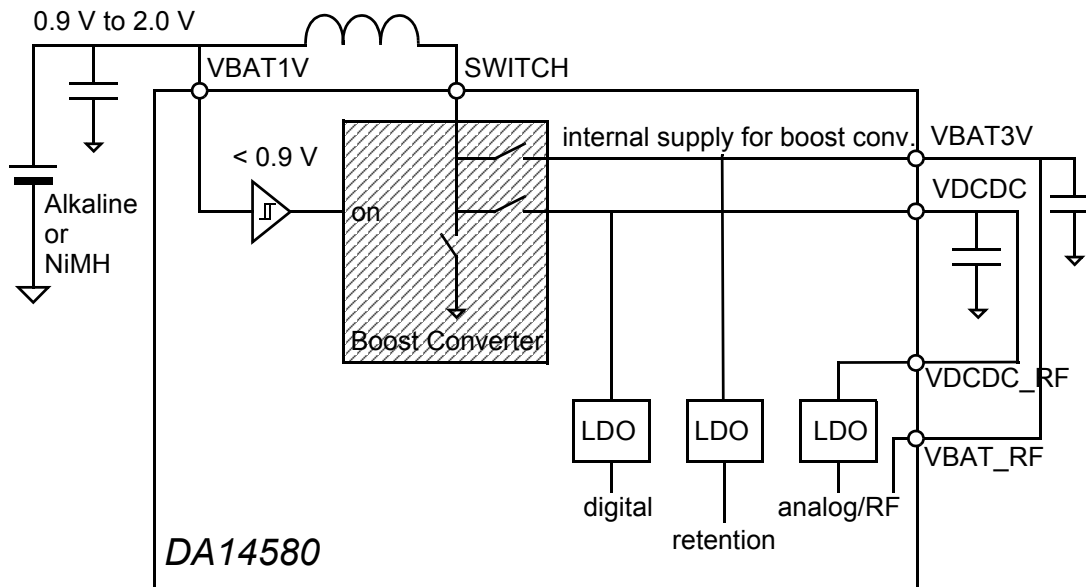 0.9 V to 2.0 V
VBAT1V
SWITCH
internal supply for boost conv.
VBAT3V
< 0.9 V
VDCDC
Alkaline
or
NiMH
on
Boost Converter
VDCDC_RF
LDO
LDO
LDO
VBAT_RF
digital
analog/RF
retention
DA14580